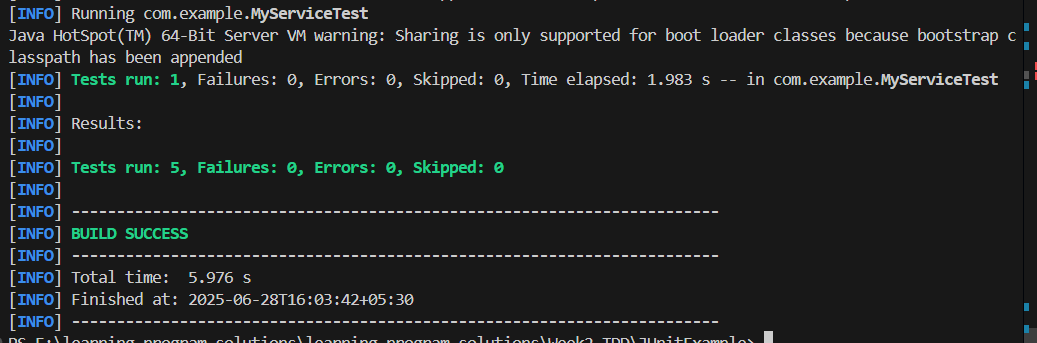 [INFO] Running com.example.MyServiceTest
Java HotSpot(TM) 64-Bit Server VM warning: Sharing is only supported for boot loader classes because bootstrap c
lasspath has been appended
[INFO] Tests run: 1, Failures: 0, Errors: 0, Skipped: 0, Time elapsed: 1.983 s -- in com.example.MyServiceTest
[INFO]
[INFO] Results:
[INFO]
[INFO] Tests run: 5, Failures: 0, Errors: 0, Skipped: 0
[INFO]
[INFO] ------------------------------------------------------------------------
[INFO] BUILD SUCCESS
[INFO] ------------------------------------------------------------------------
[INFO] Total time:  5.976 s
[INFO] Finished at: 2025-06-28T16:03:42+05:30
[INFO] ------------------------------------------------------------------------